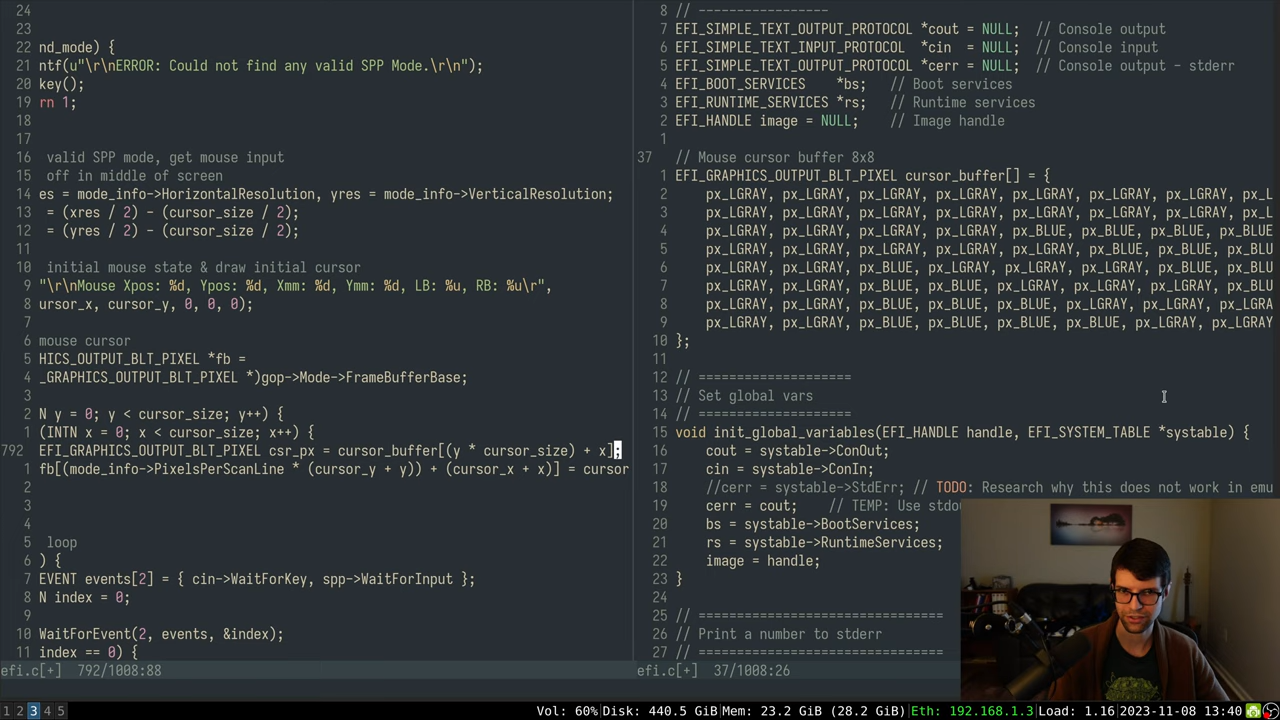 24
23
22 nd_mode) {
21 ntf(u"\r\nERROR: Could not find any valid SPP Mode.\r\n");
20 key();
19 rn 1;
18
17
16 valid SPP mode, get mouse input
15 off in middle of screen
14 es = mode_info->HorizontalResolution, yres = mode_info->VerticalResolution;
13 = (xres / 2) - (cursor_size / 2);
12 = (yres / 2) - (cursor_size / 2);
11
10 initial mouse state & draw initial cursor
9 "\r\nMouse Xpos: %d, Ypos: %d, Xmm: %d, Ymm: %d, LB: %u, RB: %u\r",
8 ursor_x, cursor_y, 0, 0, 0);
7
6 mouse cursor
5 HICS_OUTPUT_BLT_PIXEL *fb =
4 _GRAPHICS_OUTPUT_BLT_PIXEL *)gop->Mode->FrameBufferBase;
3
2 N y = 0; y < cursor_size; y++) {
1 (INTN x = 0; x < cursor_size; x++) {
792 EFI_GRAPHICS_OUTPUT_BLT_PIXEL csr_px = cursor_buffer[(y * cursor_size) + x];
1 fb[(mode_info->PixelsPerScanLine * (cursor_y + y)) + (cursor_x + x)] = cursor
2
3
4
5 loop
6 ) {
7 EVENT events[2] = { cin->WaitForKey, spp->WaitForInput };
8 N index = 0;
9
10 WaitForEvent(2, events, &index);
11 index == 0) {
efi.c[+] 792/1008:88
8 // -----------------
7 EFI_SIMPLE_TEXT_OUTPUT_PROTOCOL *cout = NULL; // Console output
6 EFI_SIMPLE_TEXT_INPUT_PROTOCOL *cin = NULL; // Console input
5 EFI_SIMPLE_TEXT_OUTPUT_PROTOCOL *cerr = NULL; // Console output - stderr
4 EFI_BOOT_SERVICES *bs; // Boot services
3 EFI_RUNTIME_SERVICES *rs; // Runtime services
2 EFI_HANDLE image = NULL; // Image handle
1
37 // Mouse cursor buffer 8x8
1 EFI_GRAPHICS_OUTPUT_BLT_PIXEL cursor_buffer[] = {
2 px_LGRAY, px_LGRAY, px_LGRAY, px_LGRAY, px_LGRAY, px_LGRAY, px_LGRAY, px_L
3 px_LGRAY, px_LGRAY, px_LGRAY, px_LGRAY, px_LGRAY, px_LGRAY, px_LGRAY, px_L
4 px_LGRAY, px_LGRAY, px_LGRAY, px_LGRAY, px_BLUE, px_BLUE, px_BLUE, px_BLUE
5 px_LGRAY, px_LGRAY, px_LGRAY, px_LGRAY, px_LGRAY, px_BLUE, px_BLUE, px_BLU
6 px_LGRAY, px_LGRAY, px_BLUE, px_LGRAY, px_LGRAY, px_LGRAY, px_BLUE, px_BLU
7 px_LGRAY, px_LGRAY, px_BLUE, px_BLUE, px_LGRAY, px_LGRAY, px_LGRAY, px_BLU
8 px_LGRAY, px_LGRAY, px_BLUE, px_BLUE, px_BLUE, px_LGRAY, px_LGRAY, px_LGRA
9 px_LGRAY, px_LGRAY, px_BLUE, px_BLUE, px_BLUE, px_BLUE, px_LGRAY, px_LGRAY
10 };
11
12 // ====================
13 // Set global vars
14 // ====================
15 void init_global_variables(EFI_HANDLE handle, EFI_SYSTEM_TABLE *systable) {
16 cout = systable->ConOut;
17 cin = systable->ConIn;
18 //cerr = systable->StdErr; // TODO: Research why this does not work in emu
19 cerr = cout; // TEMP: Use stdou
20 bs = systable->BootServices;
21 rs = systable->RuntimeServices;
22 image = handle;
23 }
24
25 // ================================
26 // Print a number to stderr
27 // ================================
efi.c[+] 37/1008:26
1 2 3 4 5 Vol: 60% Disk: 440.5 GiB Mem: 23.2 GiB (28.2 GiB) Eth: 192.168.1.3 Load: 1.16 2023-11-08 13:40